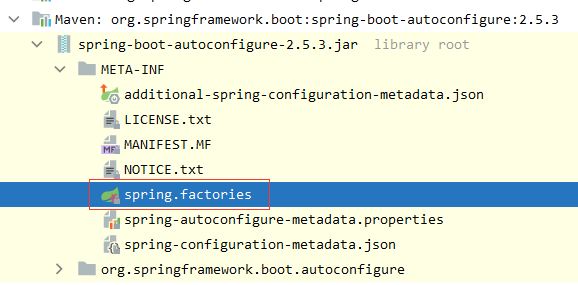 Maven: org.springframework.boot:spring-boot-autoconfigure:2.5.3
spring-boot-autoconfigure-2.5.3.jar library root
META-INF
additional-spring-configuration-metadata.json
LICENSE.txt
MANIFEST.MF
NOTICE.txt
spring.factories
spring-autoconfigure-metadata.properties
spring-configuration-metadata.json
org.springframework.boot.autoconfigure